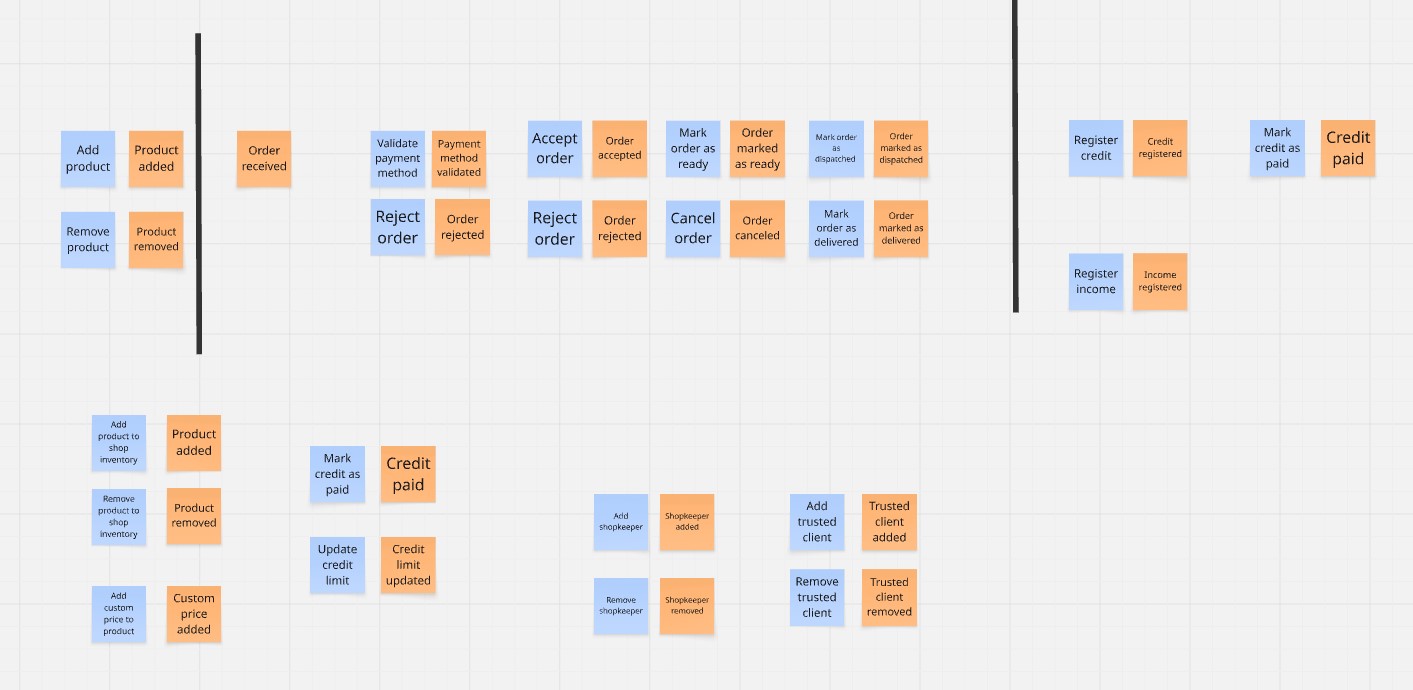 Add
product
Product
added
Order
received
Validate
payment
method
Payment
method
validated
Accept
order
Order
accepted
Mark
order as
ready
Order
marked
as ready
Mark order
as
dispatched
Order
marked as
dispatched
Register
credit
Credit
registered
Mark
credit as
paid
Credit
paid
Remove
product
Product
removed
Reject
order
Order
rejected
Reject
order
Order
rejected
Cancel
order
Order
canceled
Mark
order as
delivered
Order
marked as
delivered
Register
income
Income
registered
Add
product to
shop
inventory
Product
added
Remove
product to
shop
inventory
Product
removed
Add
custom
price to
product
Custom
price
added
Mark
credit as
paid
Credit
paid
Update
credit
limit
Credit
limit
updated
Add
shopkeeper
Shopkeeper
added
Remove
shopkeeper
Shopkeeper
removed
Add
trusted
client
Trusted
client
added
Remove
trusted
client
Trusted
client
removed